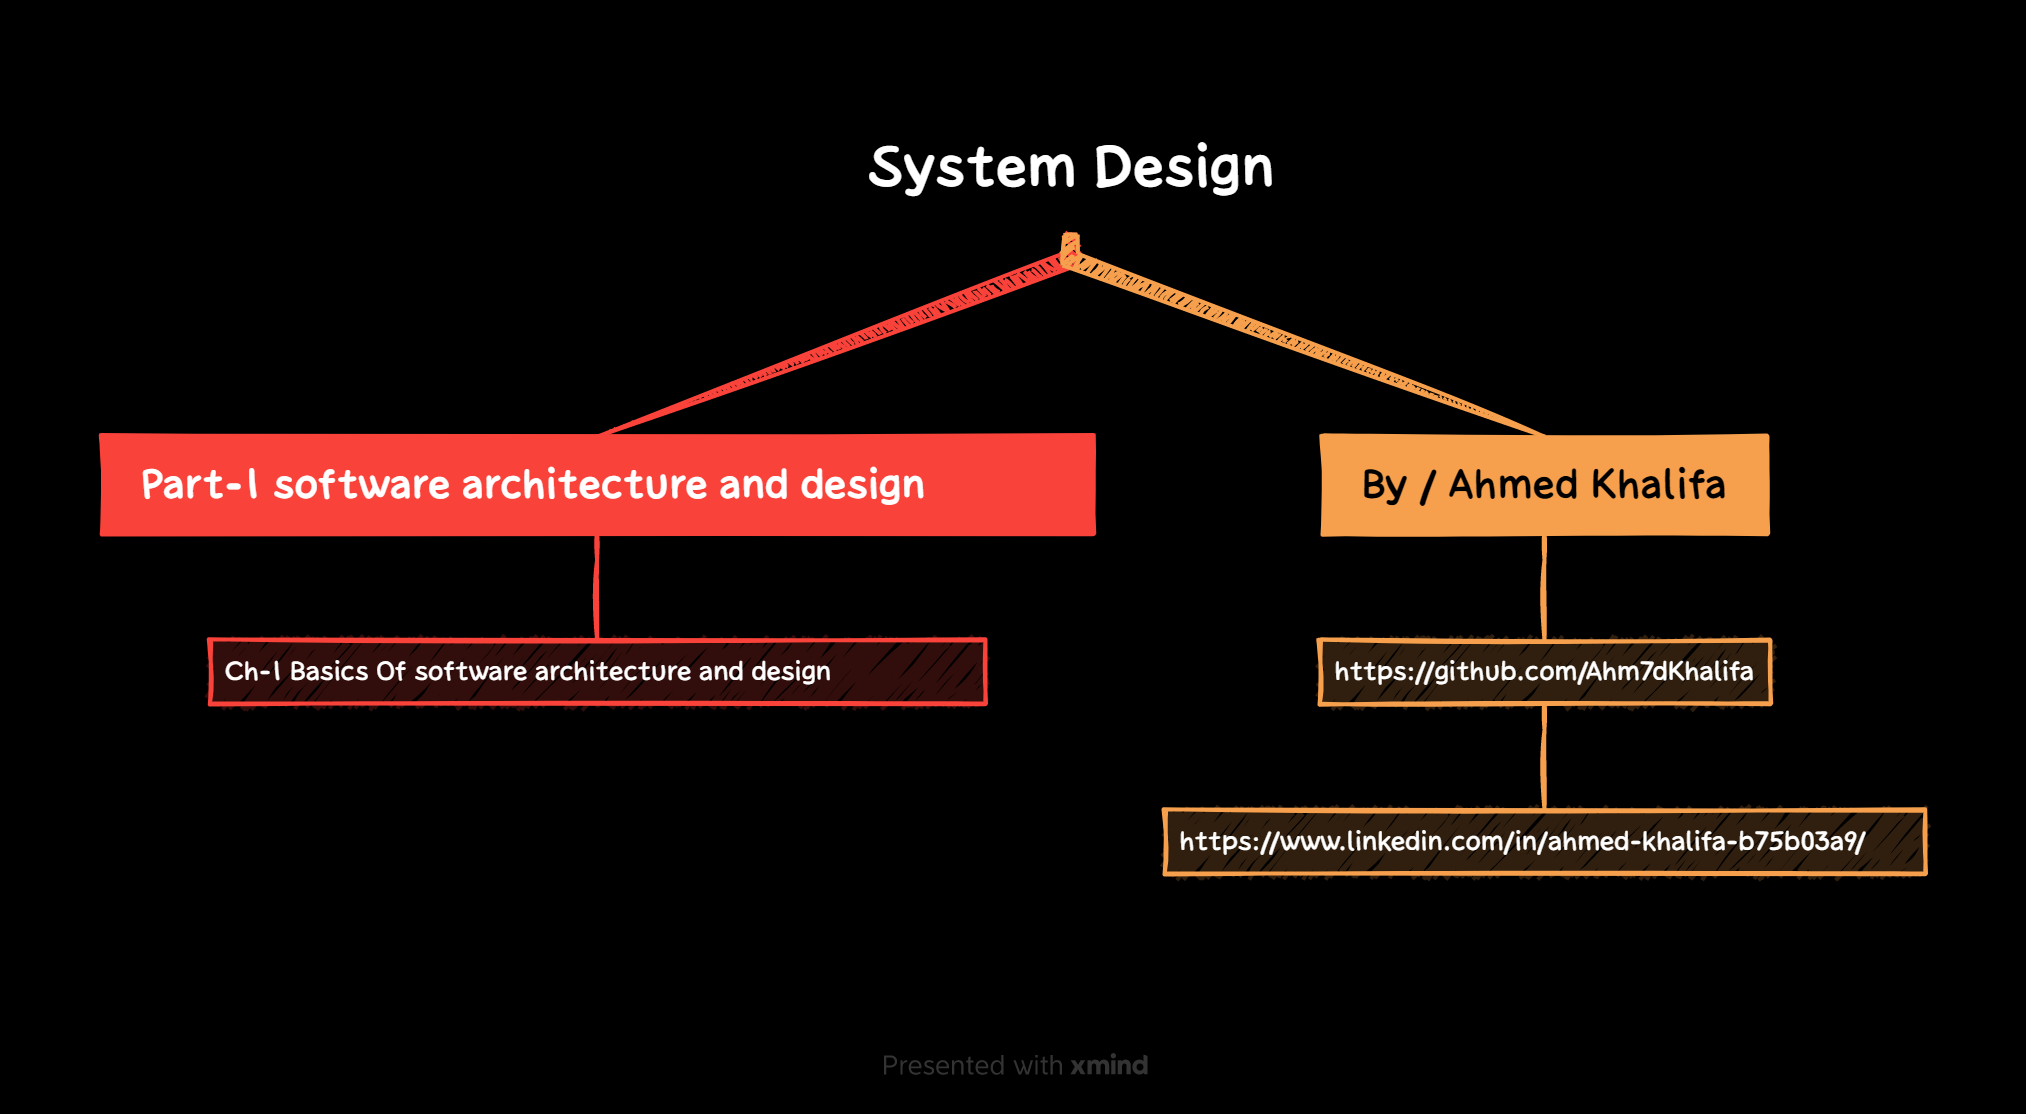 System Design
Part-1 software architecture and design
By / Ahmed Khalifa
Ch-1 Basics Of software architecture and design
https://github.com/Ahm7dKhalifa
https://www.linkedin.com/in/ahmed-khalifa-b75b03a9/
Presented with xmind